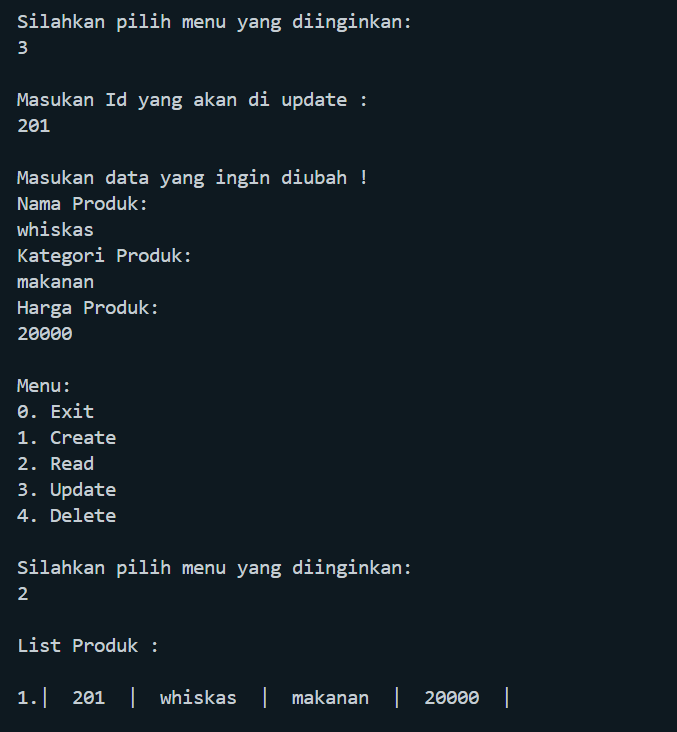 Silahkan pilih menu yang diinginkan:
3
Masukan Id yang akan di update :
201
Masukan data yang ingin diubah !
Nama Produk:
whiskas
Kategori Produk:
makanan
Harga Produk:
20000
Menu:
0. Exit
1. Create
2. Read
3. Update
4. Delete
Silahkan pilih menu yang diinginkan:
2
List Produk :
1.|  201  |  whiskas  |  makanan  |  20000  |